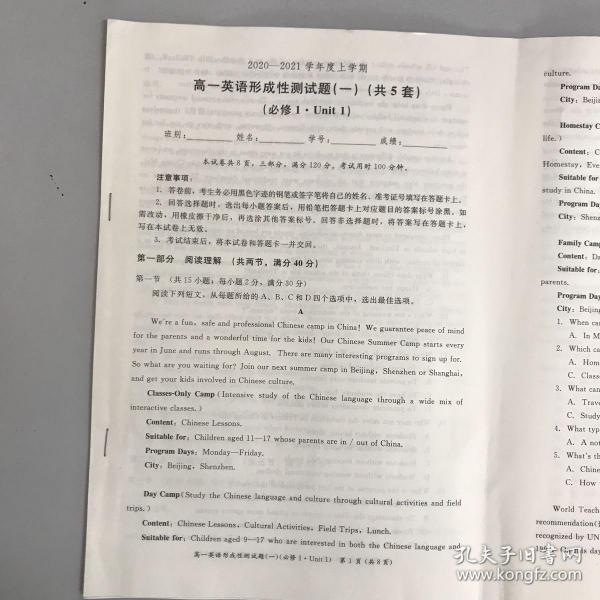 2020—2021 学年度上学期
高一英语形成性测试题(一)(共 5 套)
(必修 1 · Unit 1)
班别: 姓名: 学号: 成绩:
本试卷共 8 页,三部分,满分 120 分。考试用时 100 分钟。
注意事项:
1. 答卷前,考生务必用黑色字迹的钢笔或签字笔将自己的姓名、准考证号填写在答题卡上。
2. 回答选择题时,选出每小题答案后,用铅笔把答题卡上对应题目的答案标号涂黑。如
需改动,用橡皮擦干净后,再选涂其他答案标号。回答非选择题时,将答案写在答题卡上,
写在本试卷上无效。
3. 考试结束后,将本试卷和答题卡一并交回。
第一部分 阅读理解 (共两节,满分 40 分)
第一节 (共 15 小题;每小题 2 分,满分 30 分)
阅读下列短文,从每题所给的 A、B、C 和 D 四个选项中,选出最佳选项。
A
We're a fun, safe and professional Chinese camp in China! We guarantee peace of mind
for the parents and a wonderful time for the kids! Our Chinese Summer Camp starts every
year in June and runs through August. There are many interesting programs to sign up for.
So what are you waiting for? Join our next summer camp in Beijing, Shenzhen or Shanghai,
and get your kids involved in Chinese culture.
Classes-Only Camp (Intensive study of the Chinese language through a wide mix of
interactive classes.)
Content: Chinese Lessons.
Suitable for: Children aged 11—17 whose parents are in / out of China.
Program Days: Monday—Friday.
City: Beijing, Shenzhen.
Day Camp (Study the Chinese language and culture through cultural activities and field
trips.)
Content: Chinese Lessons, Cultural Activities, Field Trips, Lunch.
Suitable for: Children aged 9—17 who are interested in both the Chinese language and
高一英语形成性测试题(一)(必修 1 · Unit 1) 第 1 页 (共 8 页)
culture.
Program Da
City: Beijin
Homestay C
life.)
Content: C
Homestay, Eve
Suitable for
study in China.
Program Day
City: Shenz
Family Camp
Content: Da
Suitable for:
parents.
Program Day
City: Beijing
1. When can
A. In M
2. Which ca
A. Hom
C. Class
3. What can
A. Trave
C. Study
4. What typ
A. A not
5. What's th
A. Chine
C. How
World Teach
recommendation(
recognized by UN
孔夫子旧书网
www.kongfz.com